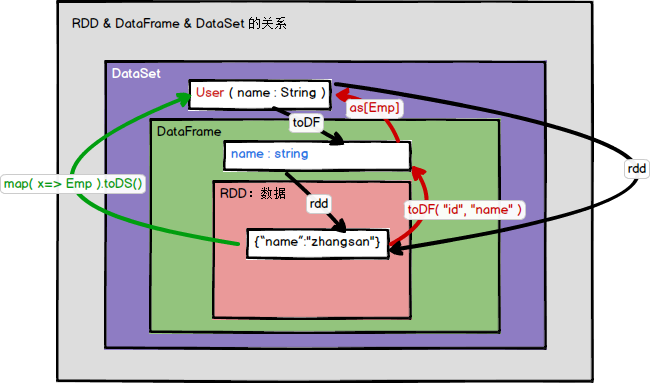 RDD & DataFrame & DataSet 的关系
DataSet
User ( name : String )
as[Emp]
toDF
DataFrame
name : string
rdd
map( x=> Emp ).toDS()
RDD：数据
rdd
toDF( "id", "name" )
{"name":"zhangsan"}